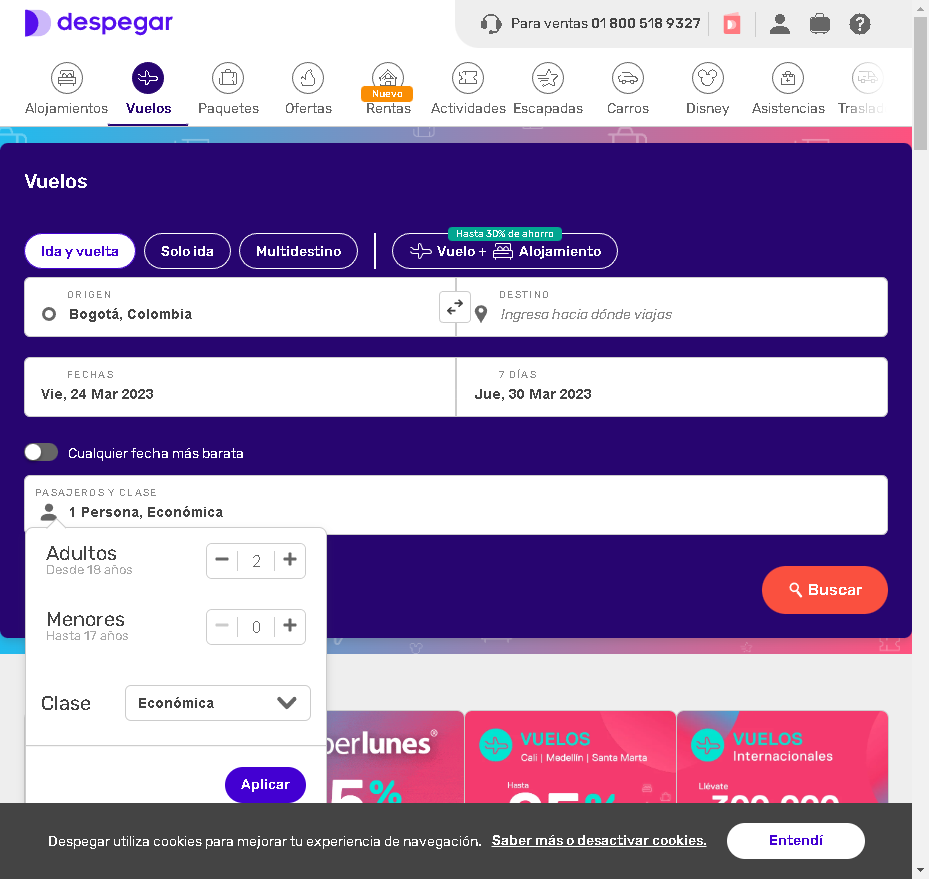 despegar
Para ventas 01 800 518 9327
Alojamientos
Vuelos
Paquetes
Ofertas
Nuevo
Rentas
Actividades
Escapadas
Carros
Disney
Asistencias
Traslad
Vuelos
Hasta 30% de ahorro
Ida y vuelta
Solo ida
Multidestino
Vuelo + Alojamiento
ORIGEN
Bogotá, Colombia
DESTINO
Ingresa hacia dónde viajas
FECHAS
Vie, 24 Mar 2023
7 DÍAS
Jue, 30 Mar 2023
Cualquier fecha más barata
PASAJEROS Y CLASE
1 Persona, Económica
Adultos
Desde 18 años
2
Menores
Hasta 17 años
0
Buscar
Clase
Económica
Aplicar
perlunes®
5%
VUELOS
Cali | Medellín | Santa Marta
Hasta
VUELOS
Internacionales
Llévate
Despegar utiliza cookies para mejorar tu experiencia de navegación. Saber más o desactivar cookies.
Entendí